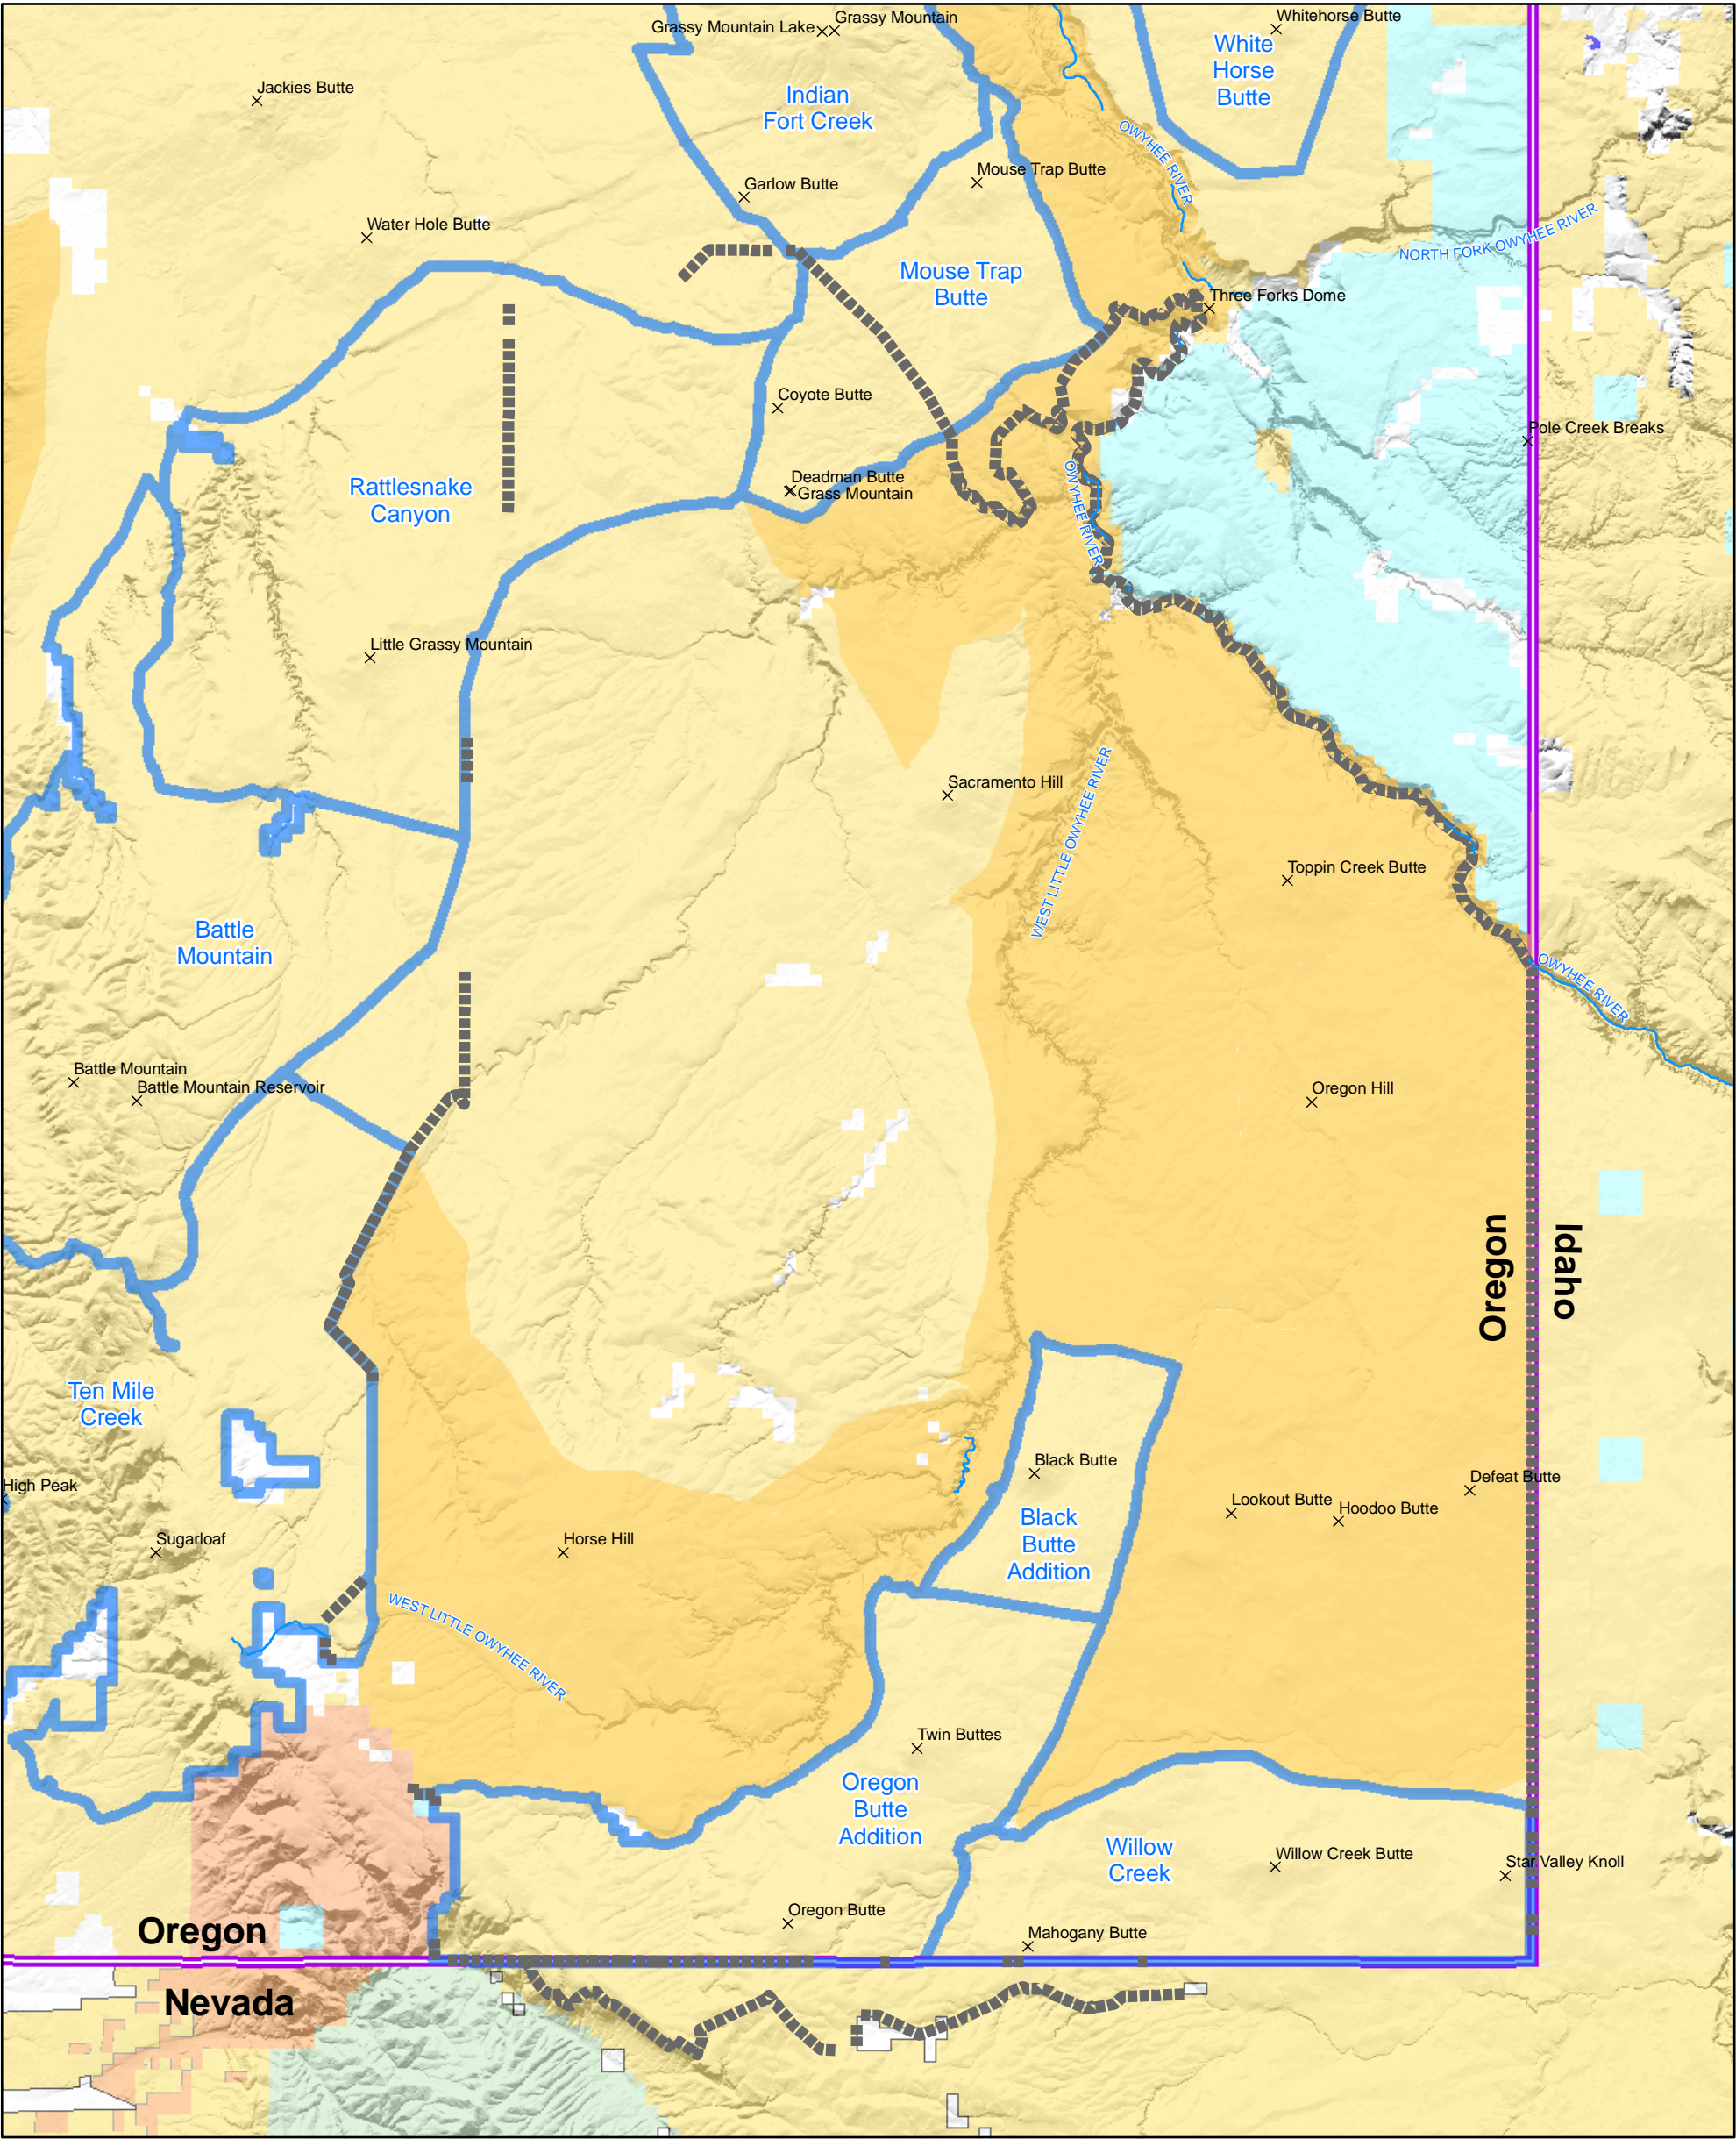 Grassy Mountain Lake
Grassy Mountain
Whitehorse Butte
White
Horse
Butte
Jackies Butte
Indian
Fort Creek
OWYHEE RIVER
Mouse Trap Butte
Garlow Butte
Water Hole Butte
NORTH FORK OWYHEE RIVER
Mouse Trap
Butte
Three Forks Dome
Coyote Butte
Pole Creek Breaks
Rattlesnake
Canyon
Deadman Butte
Grass Mountain
OWYHEE RIVER
Little Grassy Mountain
Sacramento Hill
WEST LITTLE OWYHEE RIVER
Toppin Creek Butte
Battle
Mountain
OWYHEE RIVER
Battle Mountain
Battle Mountain Reservoir
Oregon Hill
Oregon
Idaho
Ten Mile
Creek
High Peak
Black Butte
Defeat Butte
Lookout Butte
Hoodoo Butte
Black
Butte
Addition
Sugarloaf
Horse Hill
WEST LITTLE OWYHEE RIVER
Twin Buttes
Oregon
Butte
Addition
Willow
Creek
Willow Creek Butte
Star Valley Knoll
Oregon Butte
Mahogany Butte
Oregon
Nevada